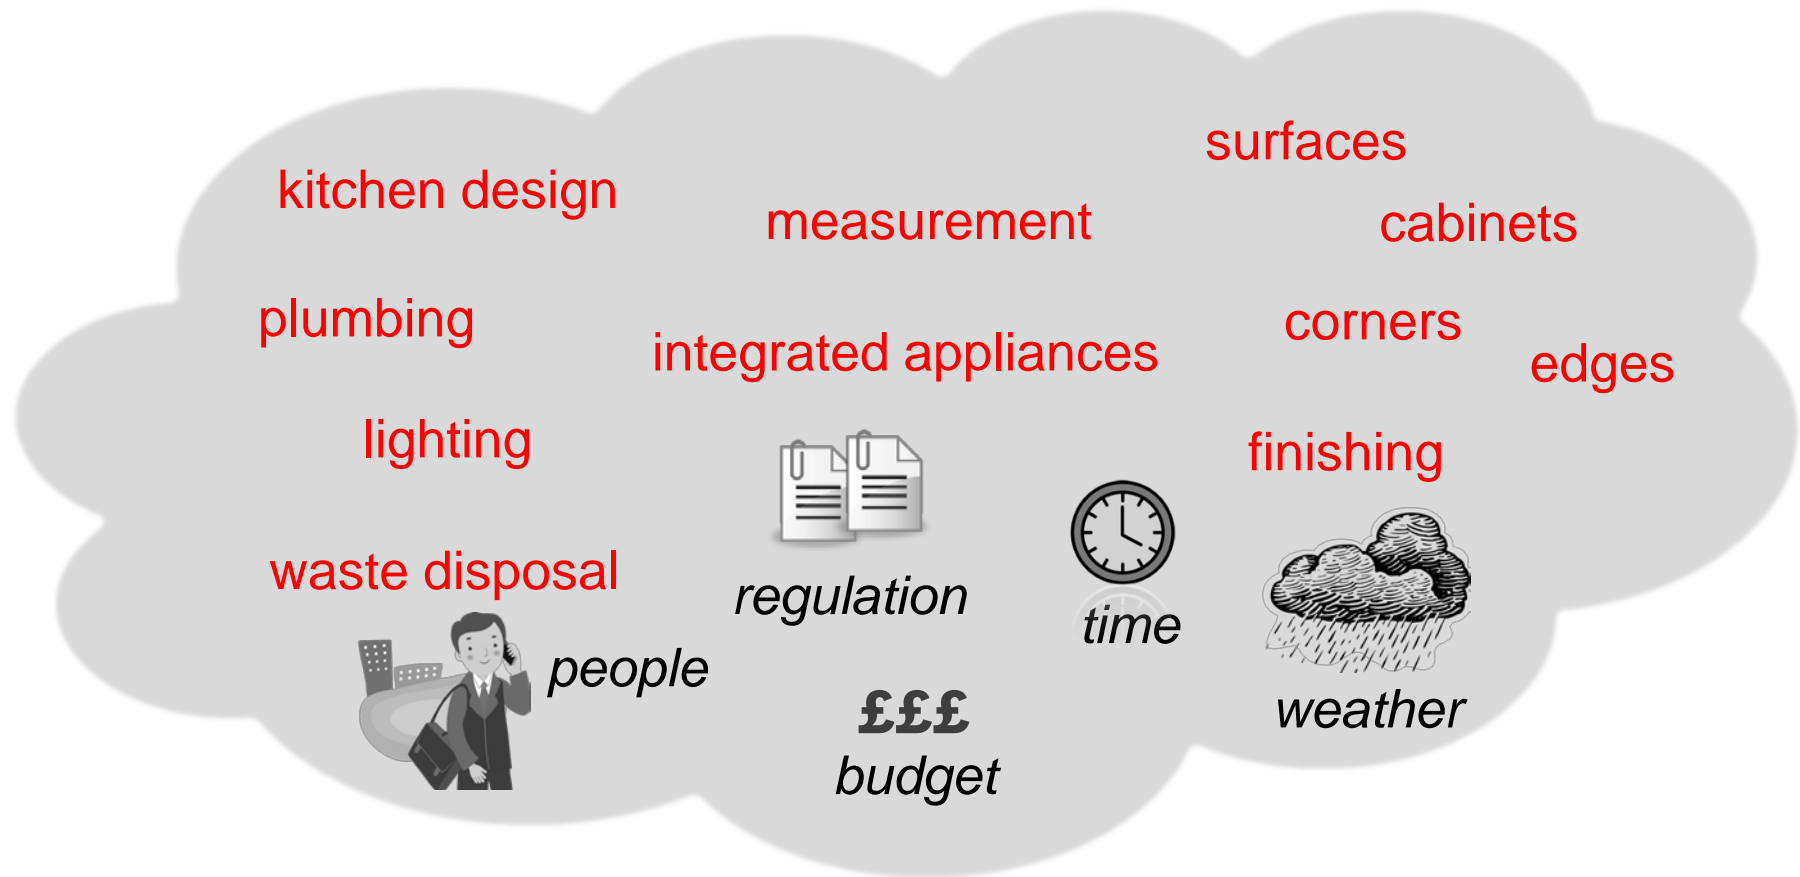 surfaces
kitchen design
measurement
cabinets
plumbing
integrated appliances
corners
edges
lighting
finishing
waste disposal
regulation
time
people
£££
weather
budget